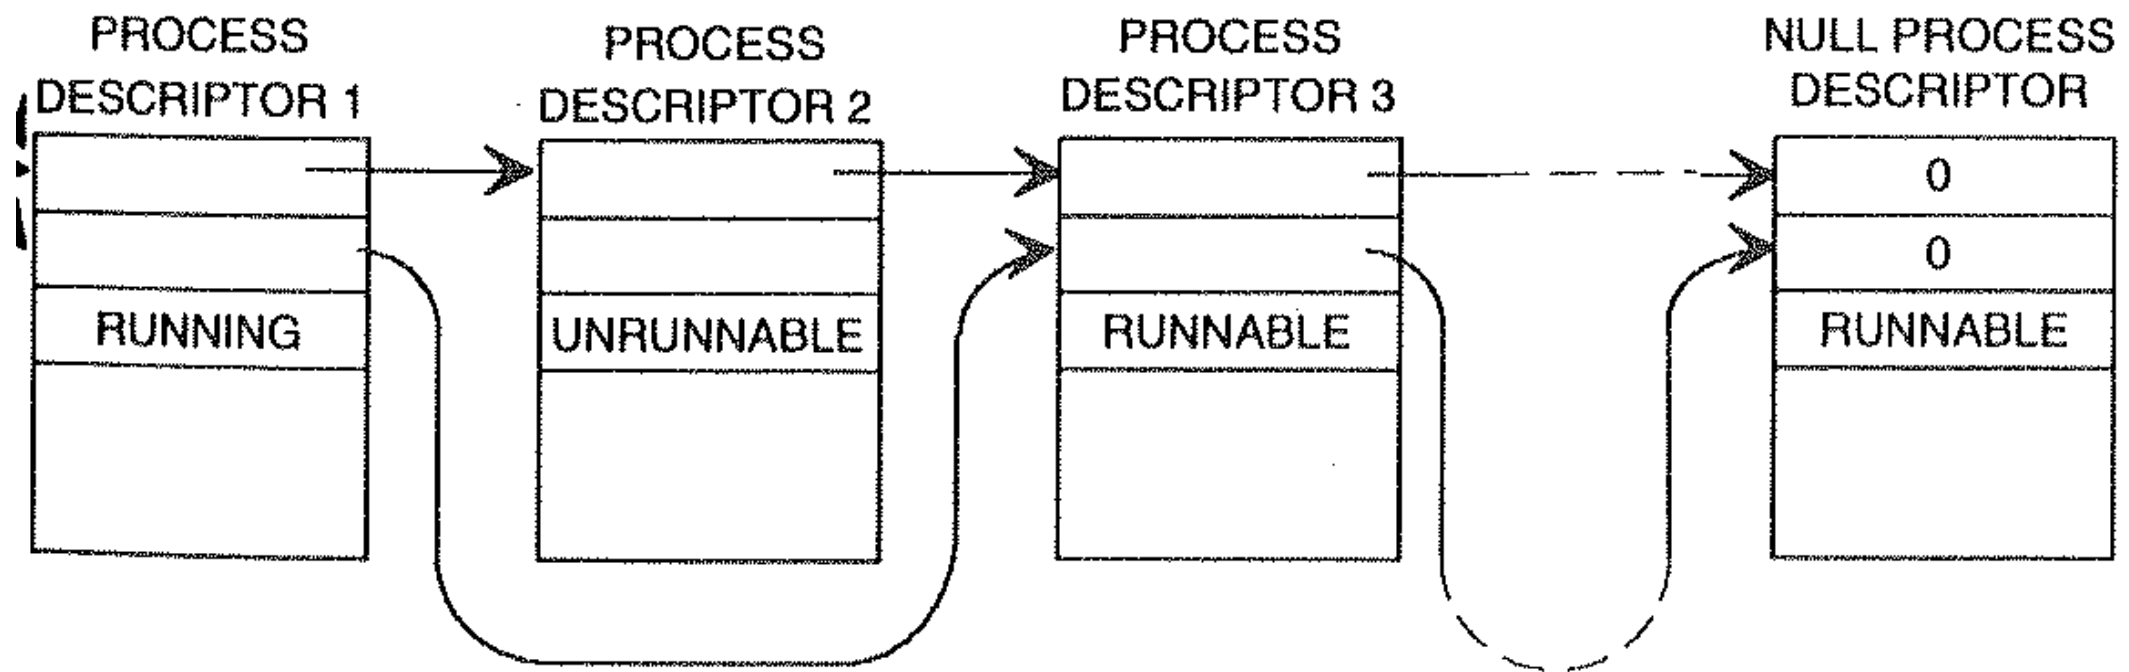 PROCESS
DESCRIPTOR 1
PROCESS
DESCRIPTOR 2
PROCESS
DESCRIPTOR 3
NULL PROCESS
DESCRIPTOR
0
0
RUNNING
UNRUNNABLE
RUNNABLE
RUNNABLE